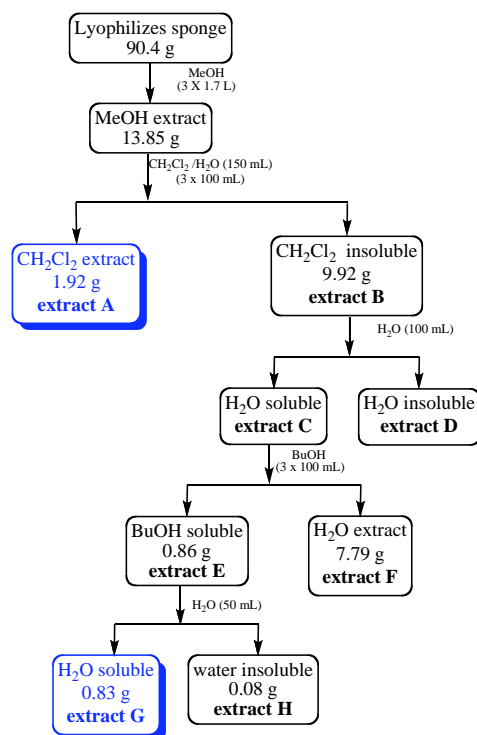 Lyophilizes sponge
90.4 g
MeOH
(3 X 1.7 L)
MeOH extract
13.85 g
CH₂Cl₂ /H₂O (150 mL)
(3 x 100 mL)
CH₂Cl₂ extract
1.92 g
extract A
CH₂Cl₂ insoluble
9.92 g
extract B
H₂O (100 mL)
H₂O soluble
extract C
H₂O insoluble
extract D
BuOH
(3 x 100 mL)
BuOH soluble
0.86 g
extract E
H₂O extract
7.79 g
extract F
H₂O (50 mL)
H₂O soluble
0.83 g
extract G
water insoluble
0.08 g
extract H